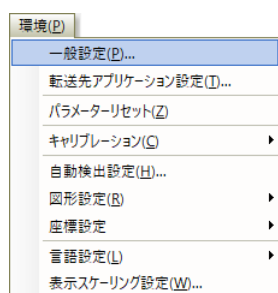 環境(P)
一般設定(P)...
転送先アプリケーション設定(T)...
パラメーターリセット(Z)
キャリブレーション(C)
自動検出設定(H)...
図形設定(R)
座標設定
言語設定(L)
表示スケーリング設定(W)...